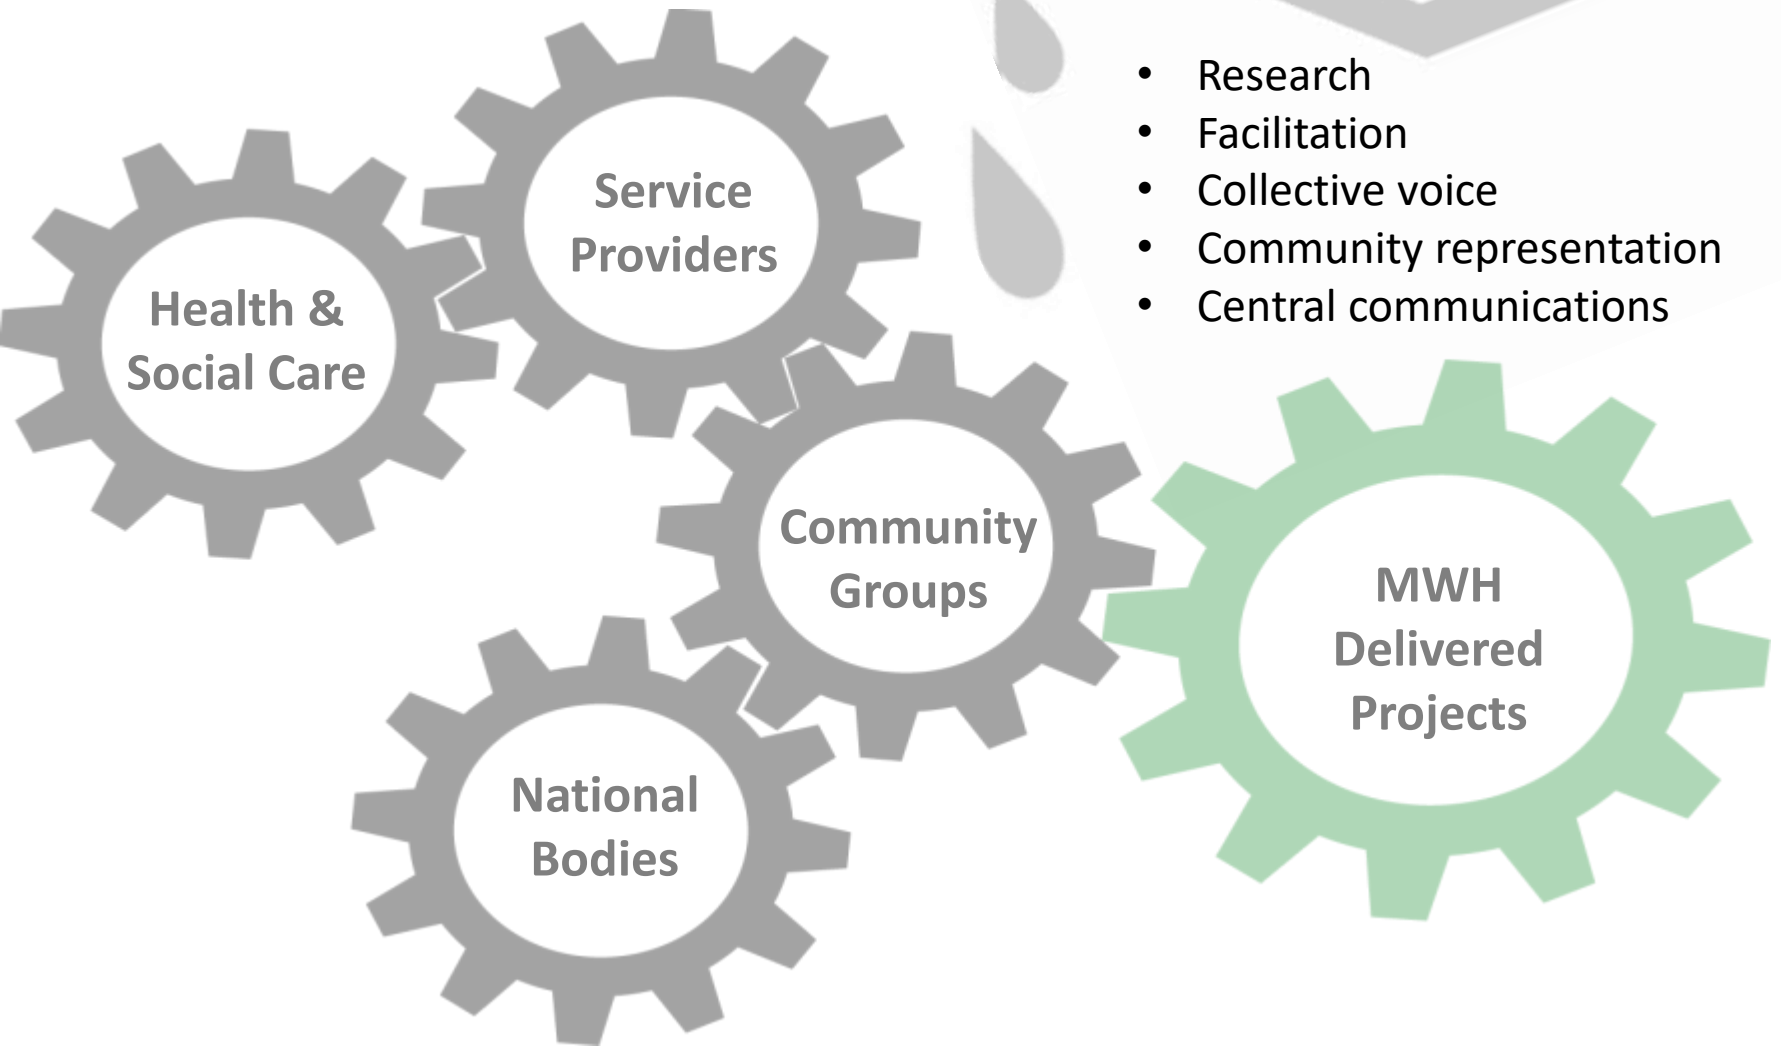 • Research
• Facilitation
• Collective voice
• Community representation
• Central communications
Service
Providers
Health &
Social Care
Community
Groups
MWH
Delivered
Projects
National
Bodies